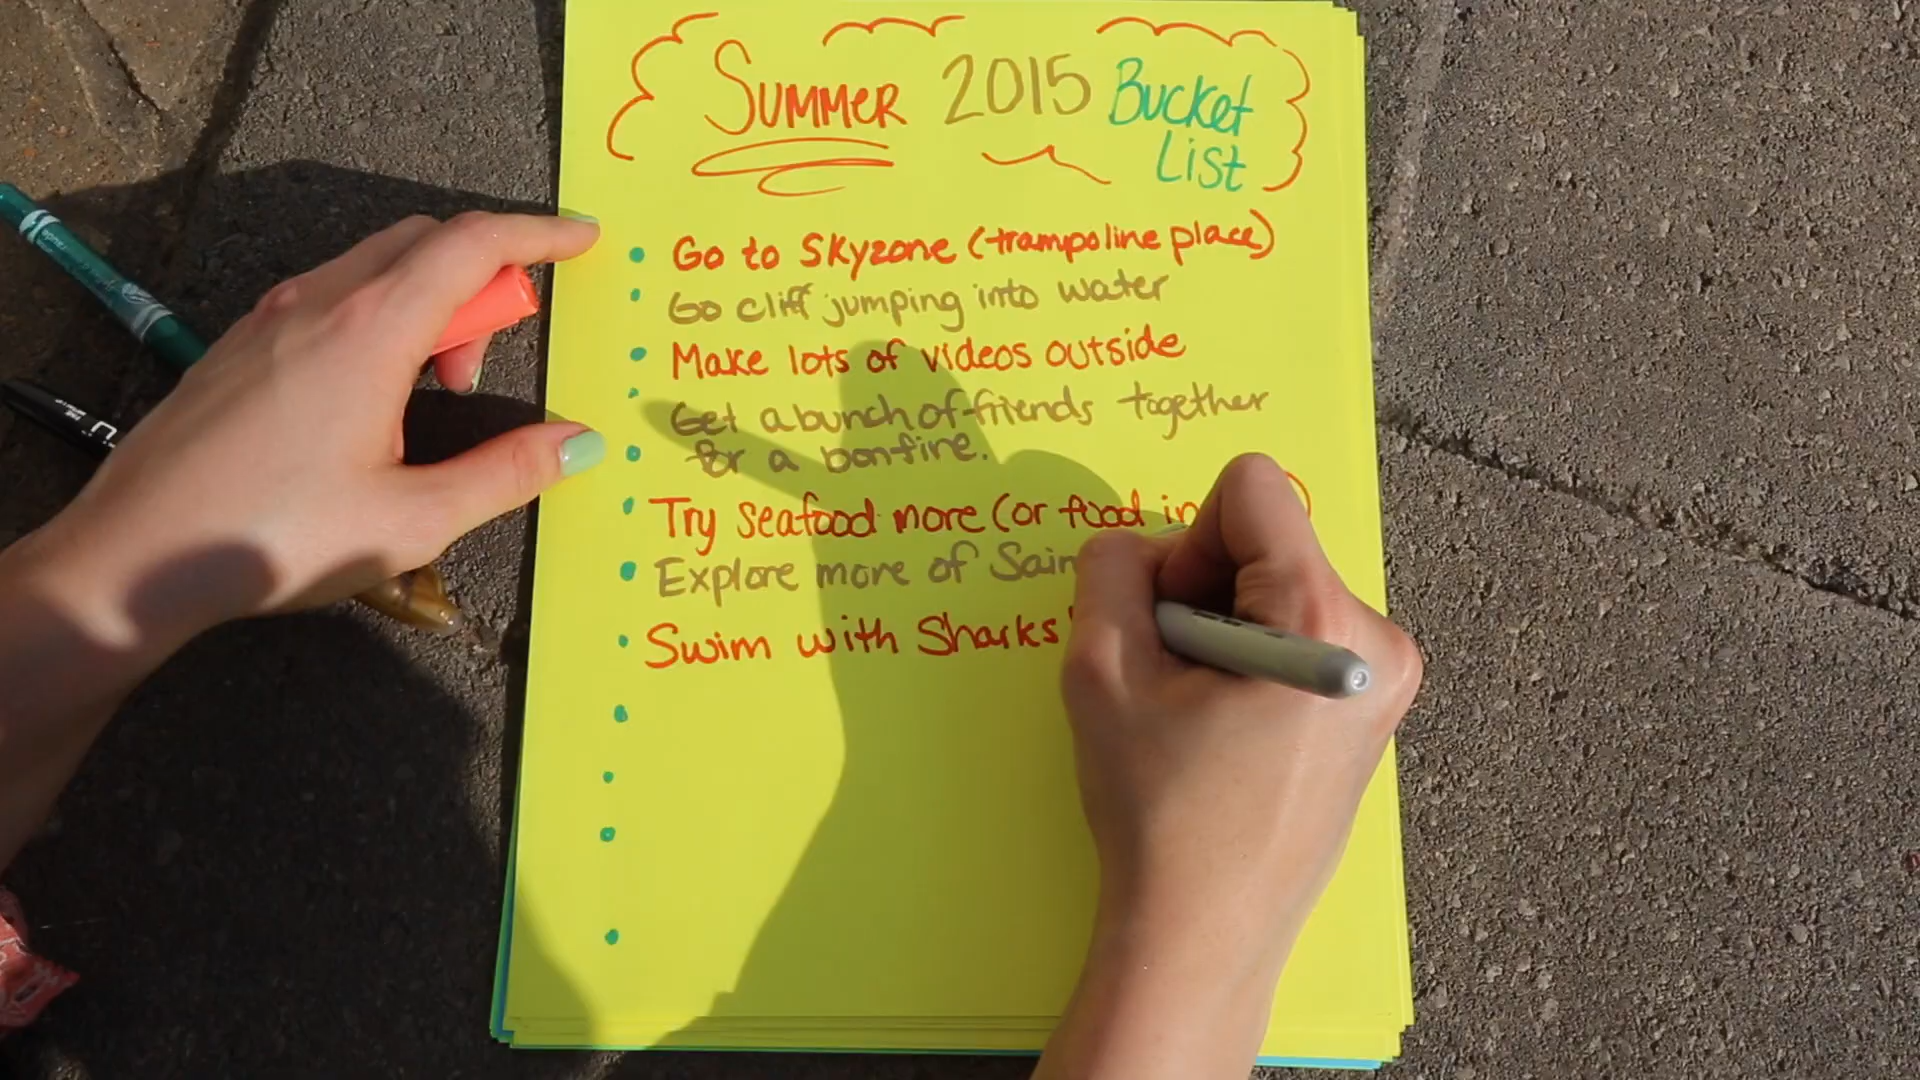 SUMMER 2015 Bucket
List
• Go to Skyzone (trampoline place)
• Go cliff jumping into water
• Make lots of videos outside
• Get a bunch of friends together
• for a bonfire.
• Try seafood more (or food in )
• Explore more of
• Swim with Sharks